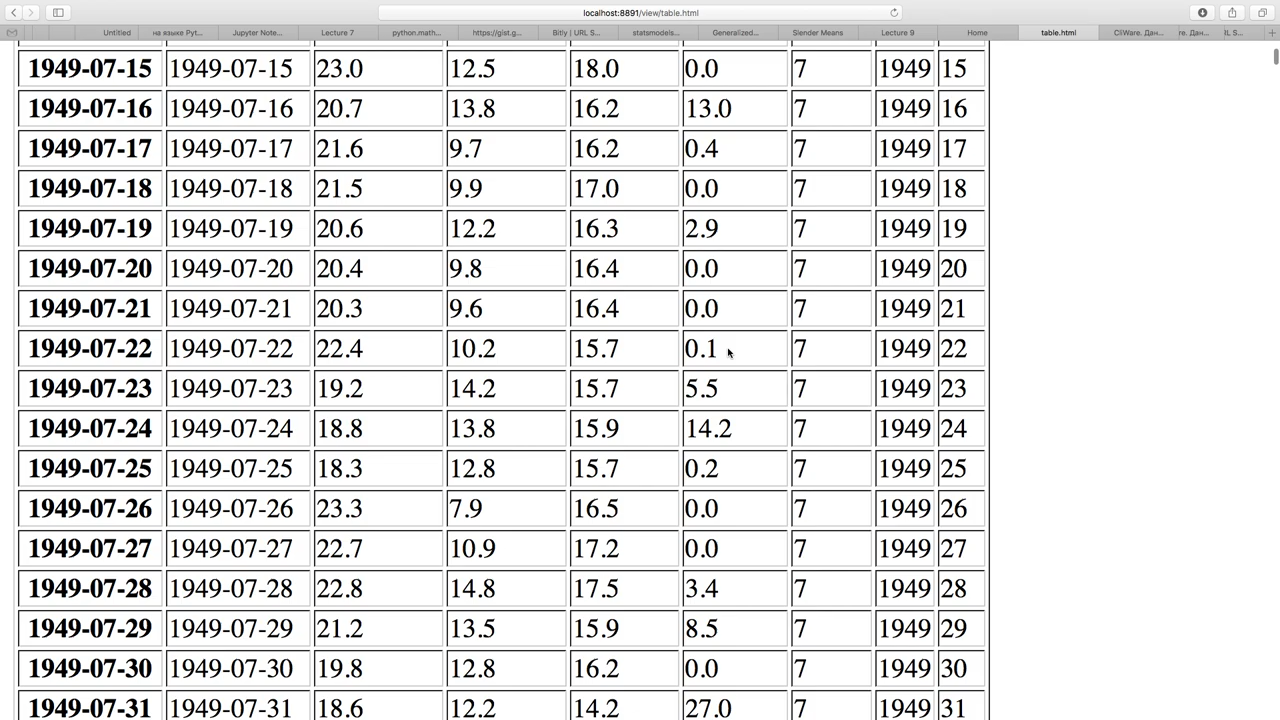 localhost:8891/view/table.html
Untitled на языке Pyt... Jupyter Note... Lecture 7 python.math... https://gist.g... Bitly | URL S... statsmodels... Generalized... Slender Means Lecture 9 Home table.html CliWare. Дан... re. Дан... IL S...
1949-07-15 1949-07-15 23.0 12.5 18.0 0.0 7 1949 15
1949-07-16 1949-07-16 20.7 13.8 16.2 13.0 7 1949 16
1949-07-17 1949-07-17 21.6 9.7 16.2 0.4 7 1949 17
1949-07-18 1949-07-18 21.5 9.9 17.0 0.0 7 1949 18
1949-07-19 1949-07-19 20.6 12.2 16.3 2.9 7 1949 19
1949-07-20 1949-07-20 20.4 9.8 16.4 0.0 7 1949 20
1949-07-21 1949-07-21 20.3 9.6 16.4 0.0 7 1949 21
1949-07-22 1949-07-22 22.4 10.2 15.7 0.1 7 1949 22
1949-07-23 1949-07-23 19.2 14.2 15.7 5.5 7 1949 23
1949-07-24 1949-07-24 18.8 13.8 15.9 14.2 7 1949 24
1949-07-25 1949-07-25 18.3 12.8 15.7 0.2 7 1949 25
1949-07-26 1949-07-26 23.3 7.9 16.5 0.0 7 1949 26
1949-07-27 1949-07-27 22.7 10.9 17.2 0.0 7 1949 27
1949-07-28 1949-07-28 22.8 14.8 17.5 3.4 7 1949 28
1949-07-29 1949-07-29 21.2 13.5 15.9 8.5 7 1949 29
1949-07-30 1949-07-30 19.8 12.8 16.2 0.0 7 1949 30
1949-07-31 1949-07-31 18.6 12.2 14.2 27.0 7 1949 31